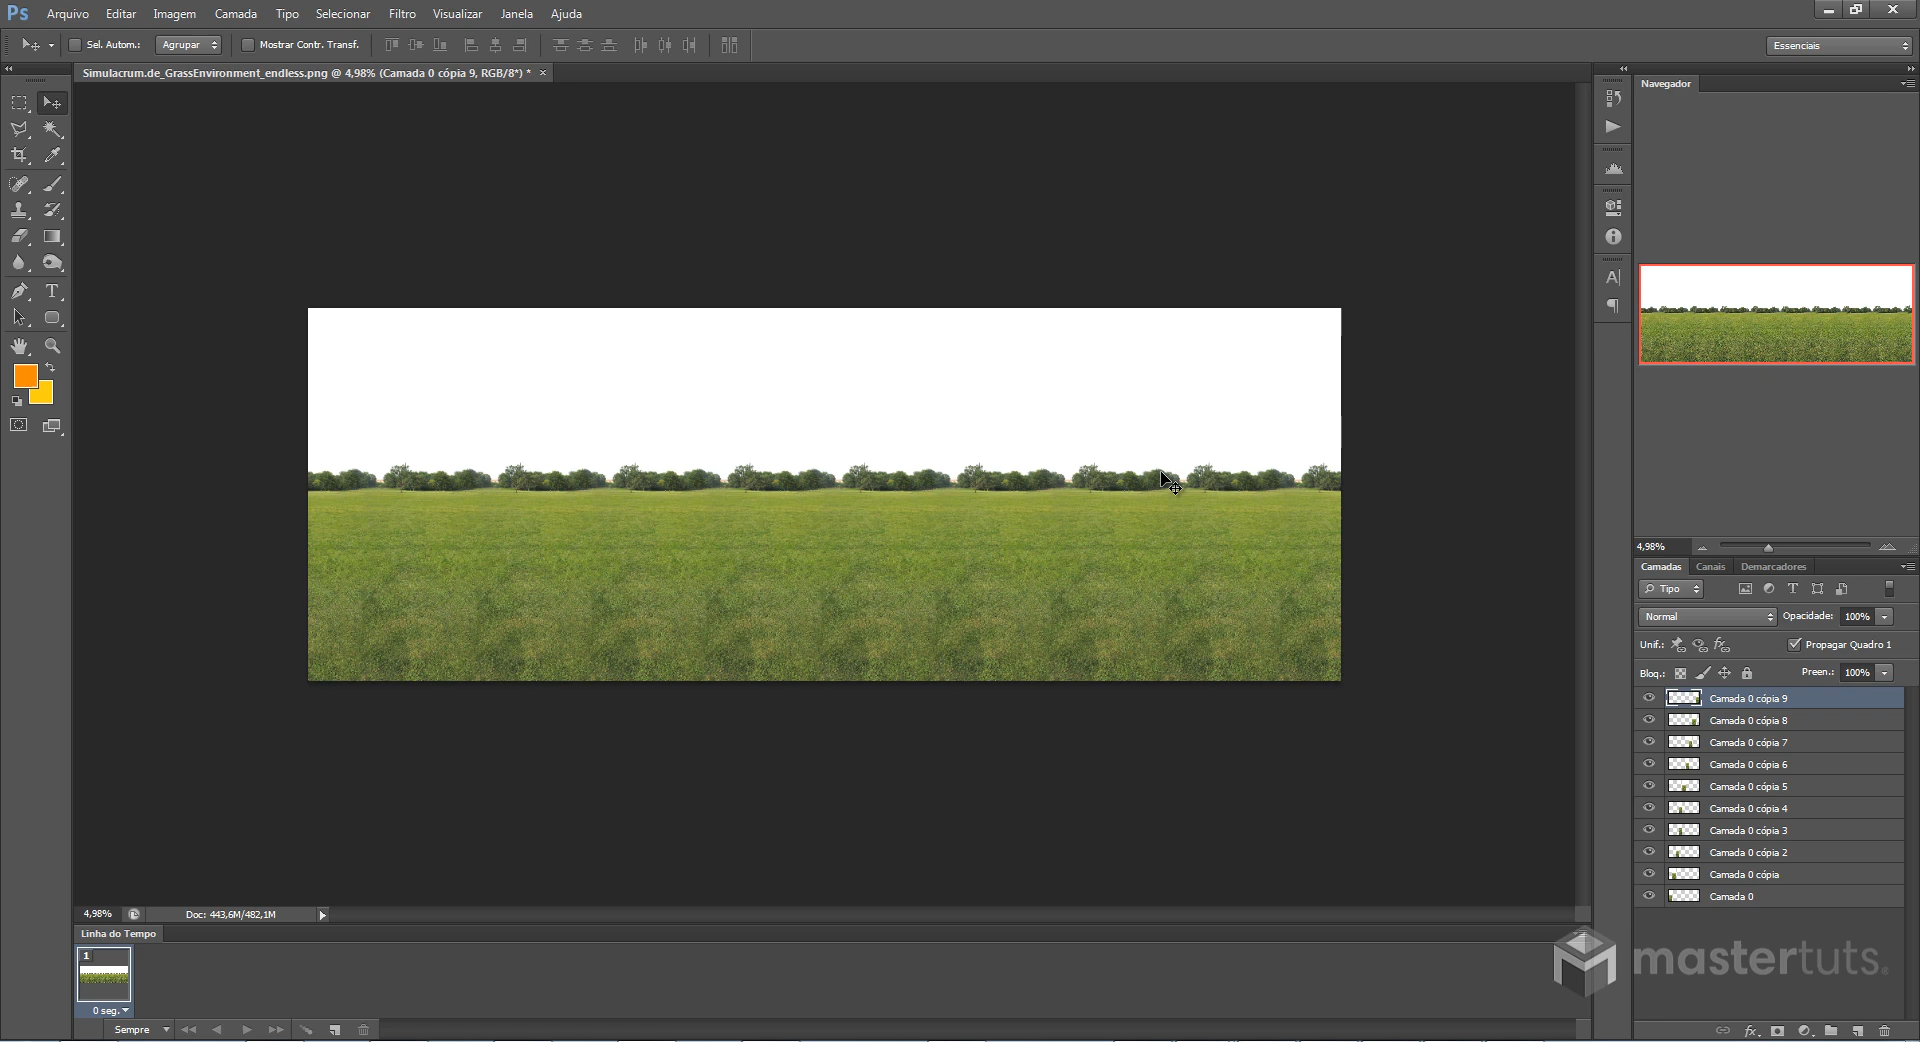 Ps Arquivo Editar Imagem Camada Tipo Selecionar Filtro Visualizar Janela Ajuda
Sel. Autom.: Agrupar Mostrar Contr. Transf. Essenciais
Simulacrum.de_GrassEnvironment_endless.png @ 4,98% (Camada 0 cópia 9, RGB/8*) * ×
Navegador
4,98%
Camadas Canais Demarcadores
Tipo
Normal Opacidade: 100%
Unif.: Propagar Quadro 1
Bloq.: Preen.: 100%
Camada 0 cópia 9
Camada 0 cópia 8
Camada 0 cópia 7
Camada 0 cópia 6
Camada 0 cópia 5
Camada 0 cópia 4
Camada 0 cópia 3
Camada 0 cópia 2
Camada 0 cópia
Camada 0
4,98% Doc: 443,6M/482,1M
Linha do Tempo
1
0 seg.
Sempre
mastertuts